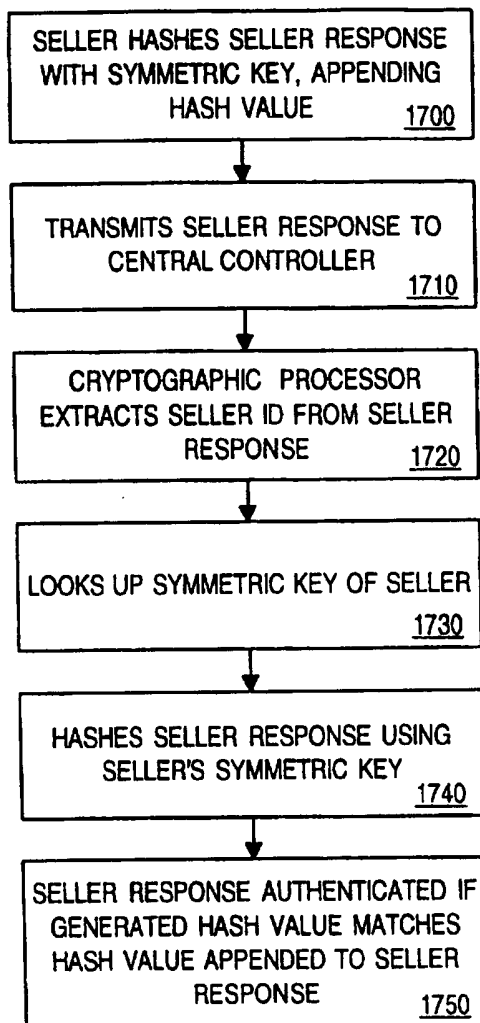 SELLER HASHES SELLER RESPONSE
WITH SYMMETRIC KEY, APPENDING
HASH VALUE
1700
TRANSMITS SELLER RESPONSE TO
CENTRAL CONTROLLER
1710
CRYPTOGRAPHIC PROCESSOR
EXTRACTS SELLER ID FROM SELLER
RESPONSE
1720
LOOKS UP SYMMETRIC KEY OF SELLER
1730
HASHES SELLER RESPONSE USING
SELLER'S SYMMETRIC KEY
1740
SELLER RESPONSE AUTHENTICATED IF
GENERATED HASH VALUE MATCHES
HASH VALUE APPENDED TO SELLER
RESPONSE
1750